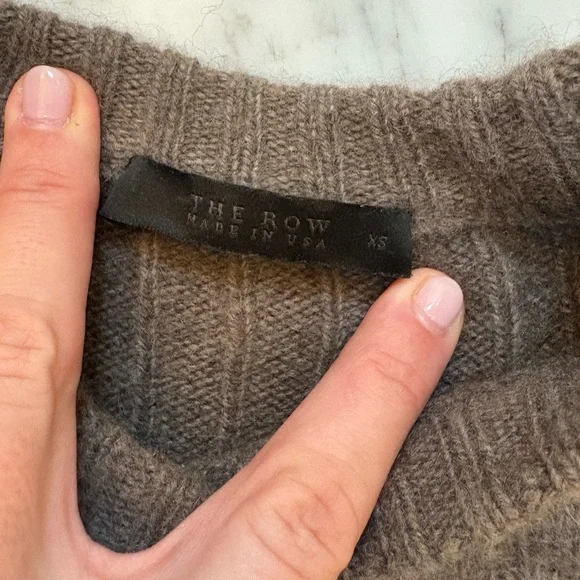 THE ROW
MADE IN USA
XS